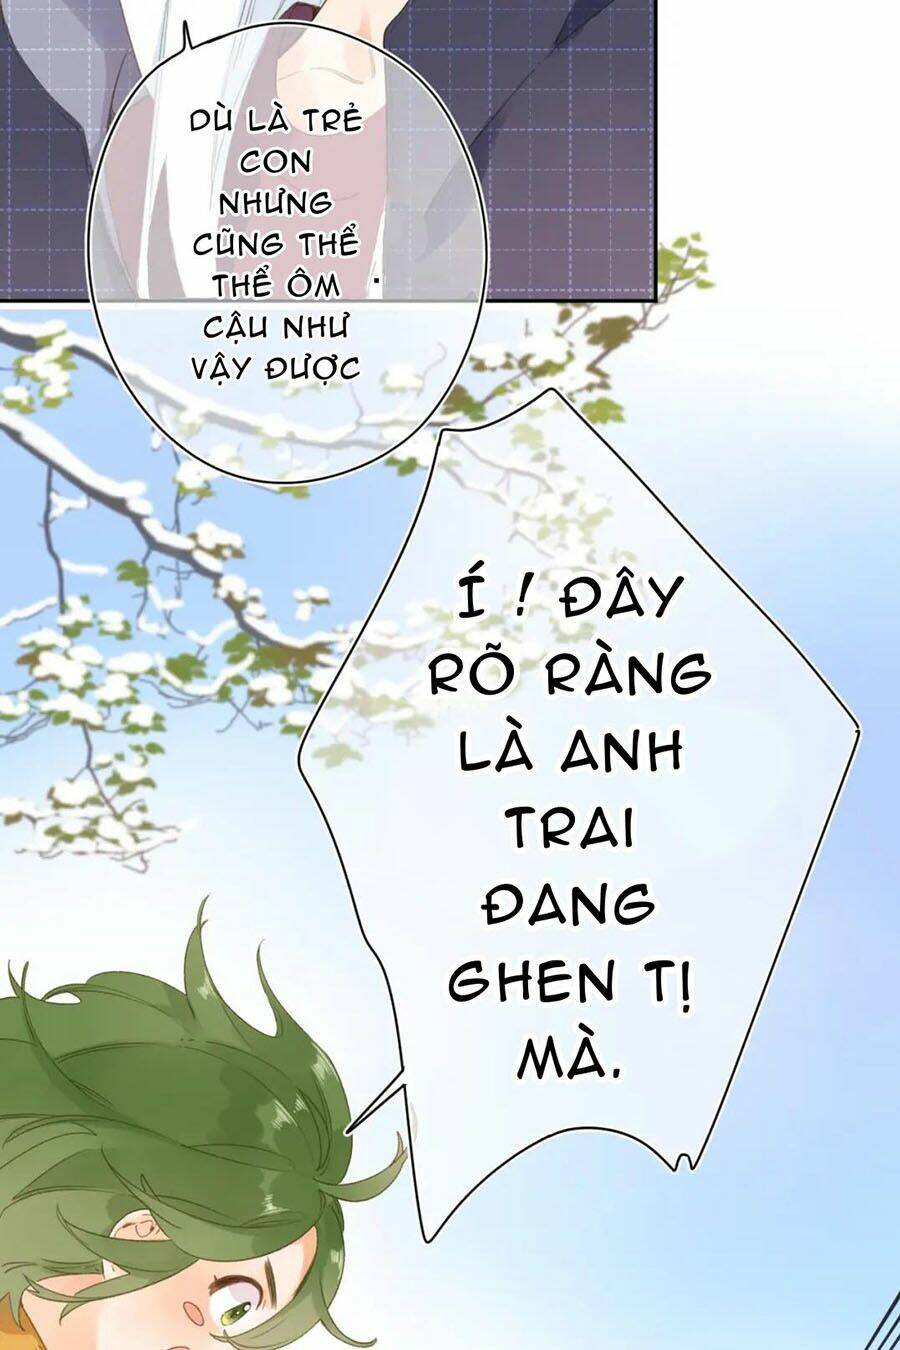 DÙ LÀ TRẺ
CON
NHƯNG
CŨNG THỂ
THỂ ÔM
CẬU NHƯ
VẬY ĐƯỢC
.
Í ! ĐÂY
RÕ RÀNG
LÀ ANH
TRAI
ĐANG
GHEN TỊ
MÀ.